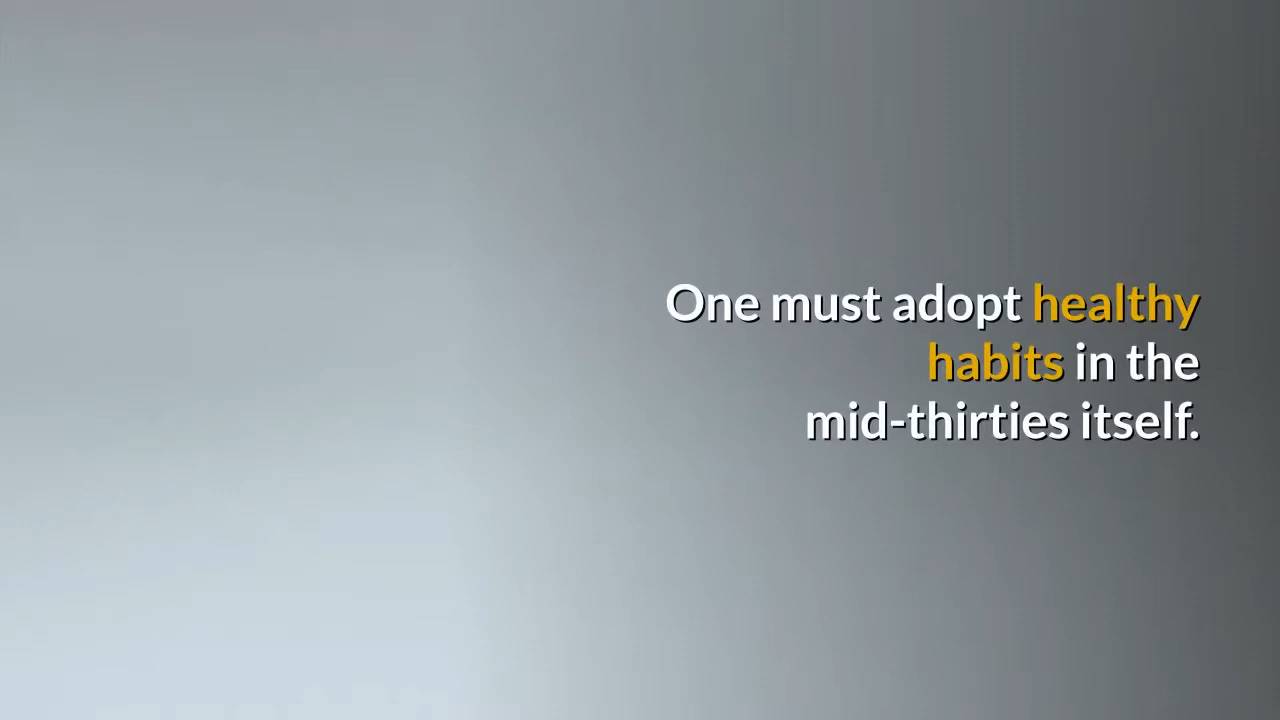 One must adopt healthy
habits in the
mid-thirties itself.